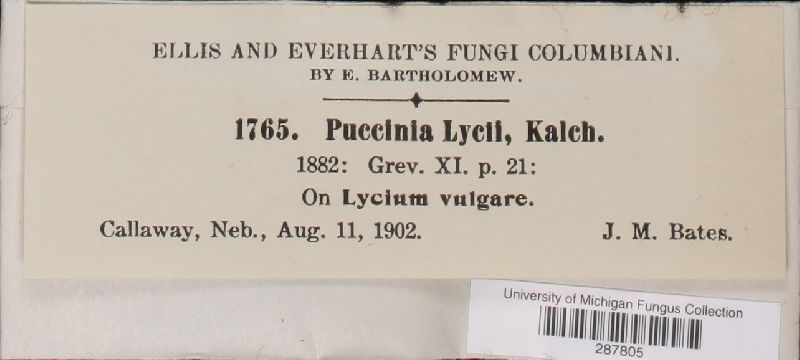 ELLIS AND EVERHART'S FUNGI COLUMBIANI.
BY E. BARTHOLOMEW.
1765. Puccinia Lycii, Kalch.
1882: Grev. XI. p. 21:
On Lycium vulgare.
Callaway, Neb., Aug. 11, 1902. J. M. Bates.
University of Michigan Fungus Collection
287805